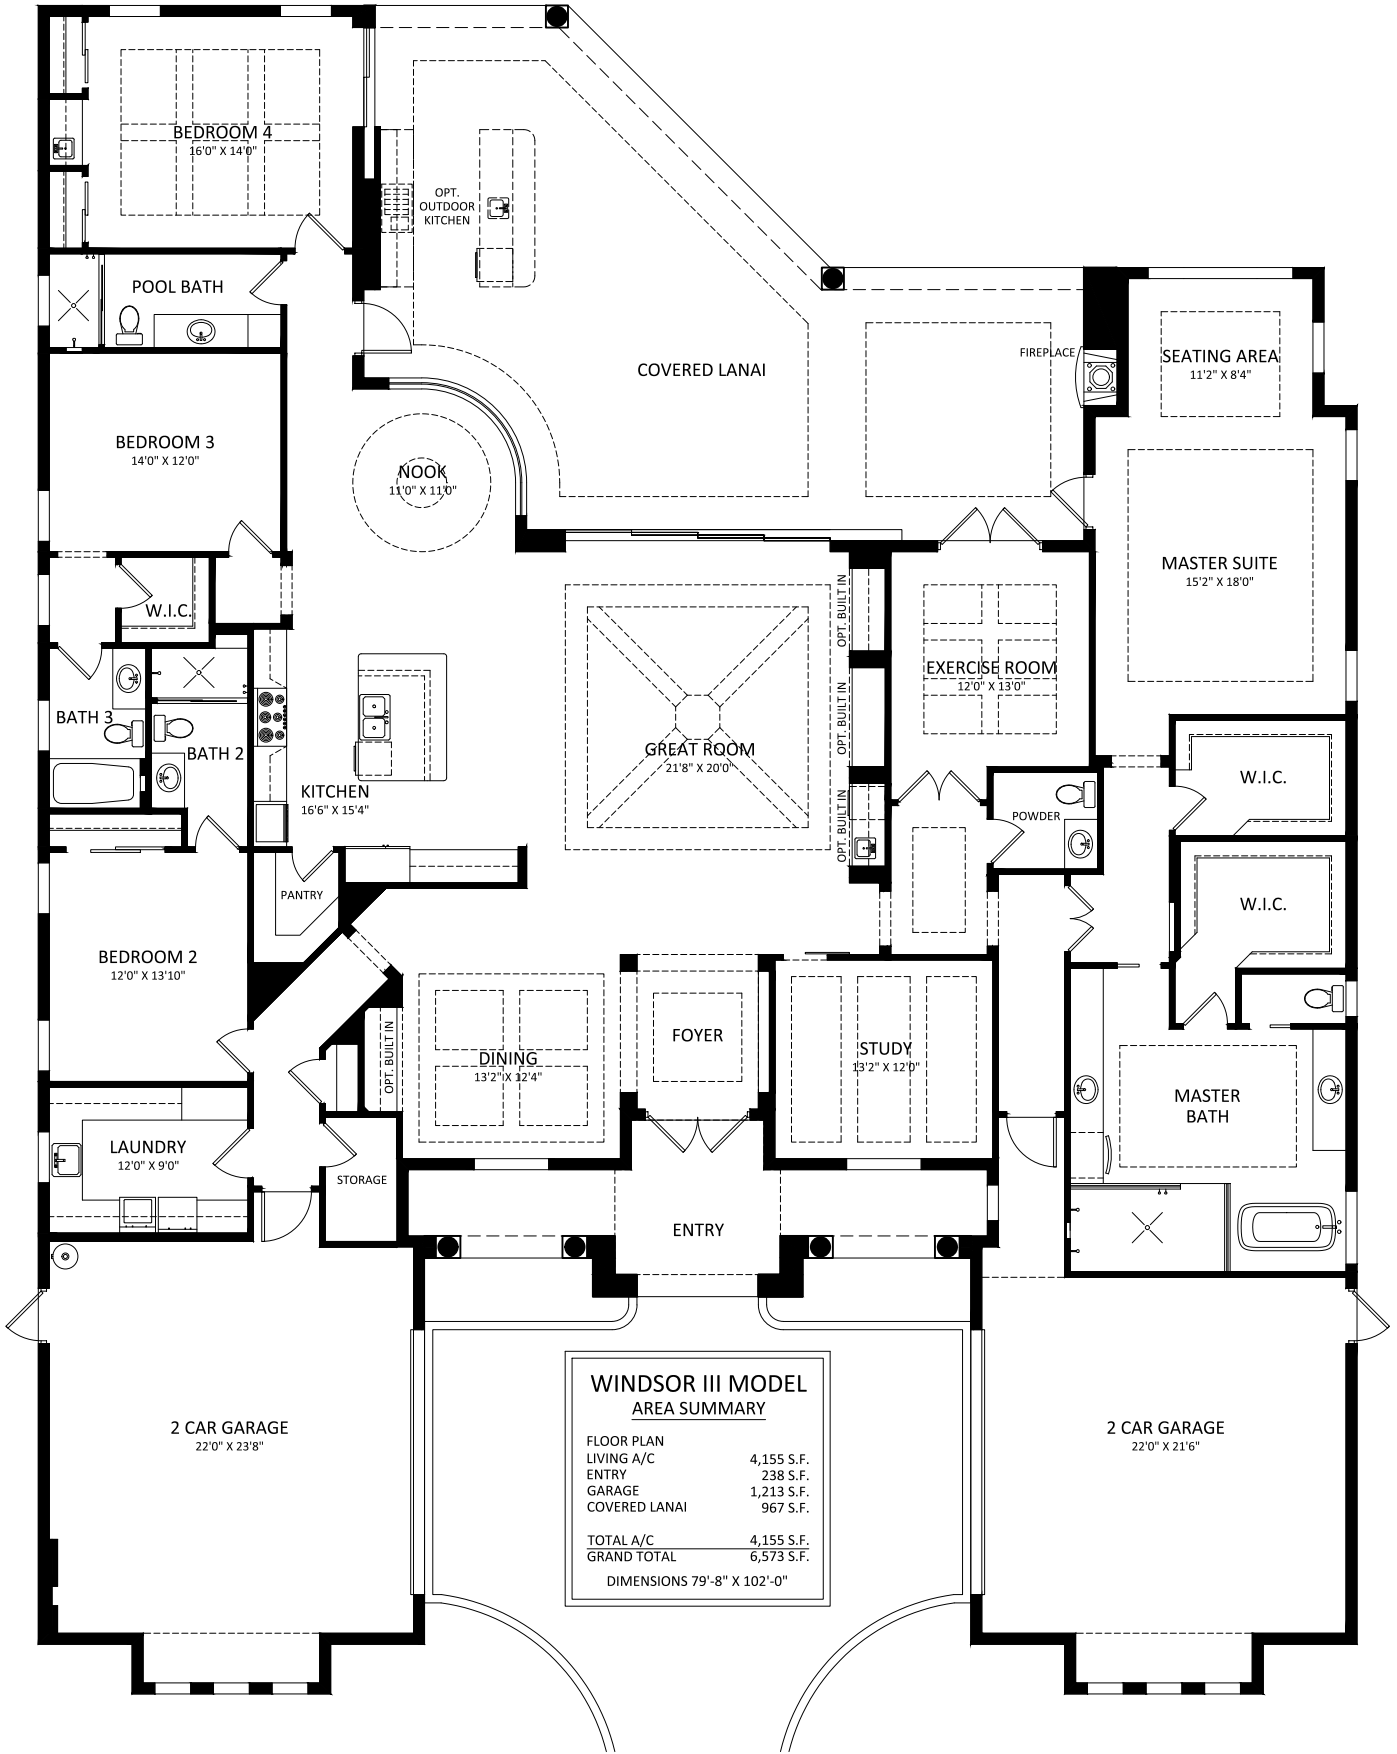 BEDROOM 4
16'0" X 14'0"
OPT.
OUTDOOR
KITCHEN
POOL BATH
COVERED LANAI
FIREPLACE
SEATING AREA
11'2" X 8'4"
BEDROOM 3
14'0" X 12'0"
NOOK
11'0" X 11'0"
MASTER SUITE
15'2" X 18'0"
W.I.C.
OPT. BUILT IN
EXERCISE ROOM
12'0" X 13'0"
BATH 3
BATH 2
OPT. BUILT IN
GREAT ROOM
21'8" X 20'0"
W.I.C.
KITCHEN
16'6" X 15'4"
OPT. BUILT IN
POWDER
PANTRY
W.I.C.
BEDROOM 2
12'0" X 13'10"
OPT. BUILT IN
DINING
13'2" X 12'4"
FOYER
STUDY
13'2" X 12'0"
MASTER
BATH
LAUNDRY
12'0" X 9'0"
STORAGE
ENTRY
2 CAR GARAGE
22'0" X 23'8"
2 CAR GARAGE
22'0" X 21'6"
WINDSOR III MODEL
AREA SUMMARY
FLOOR PLAN
LIVING A/C 4,155 S.F.
ENTRY 238 S.F.
GARAGE 1,213 S.F.
COVERED LANAI 967 S.F.
TOTAL A/C 4,155 S.F.
GRAND TOTAL 6,573 S.F.
DIMENSIONS 79'-8" X 102'-0"